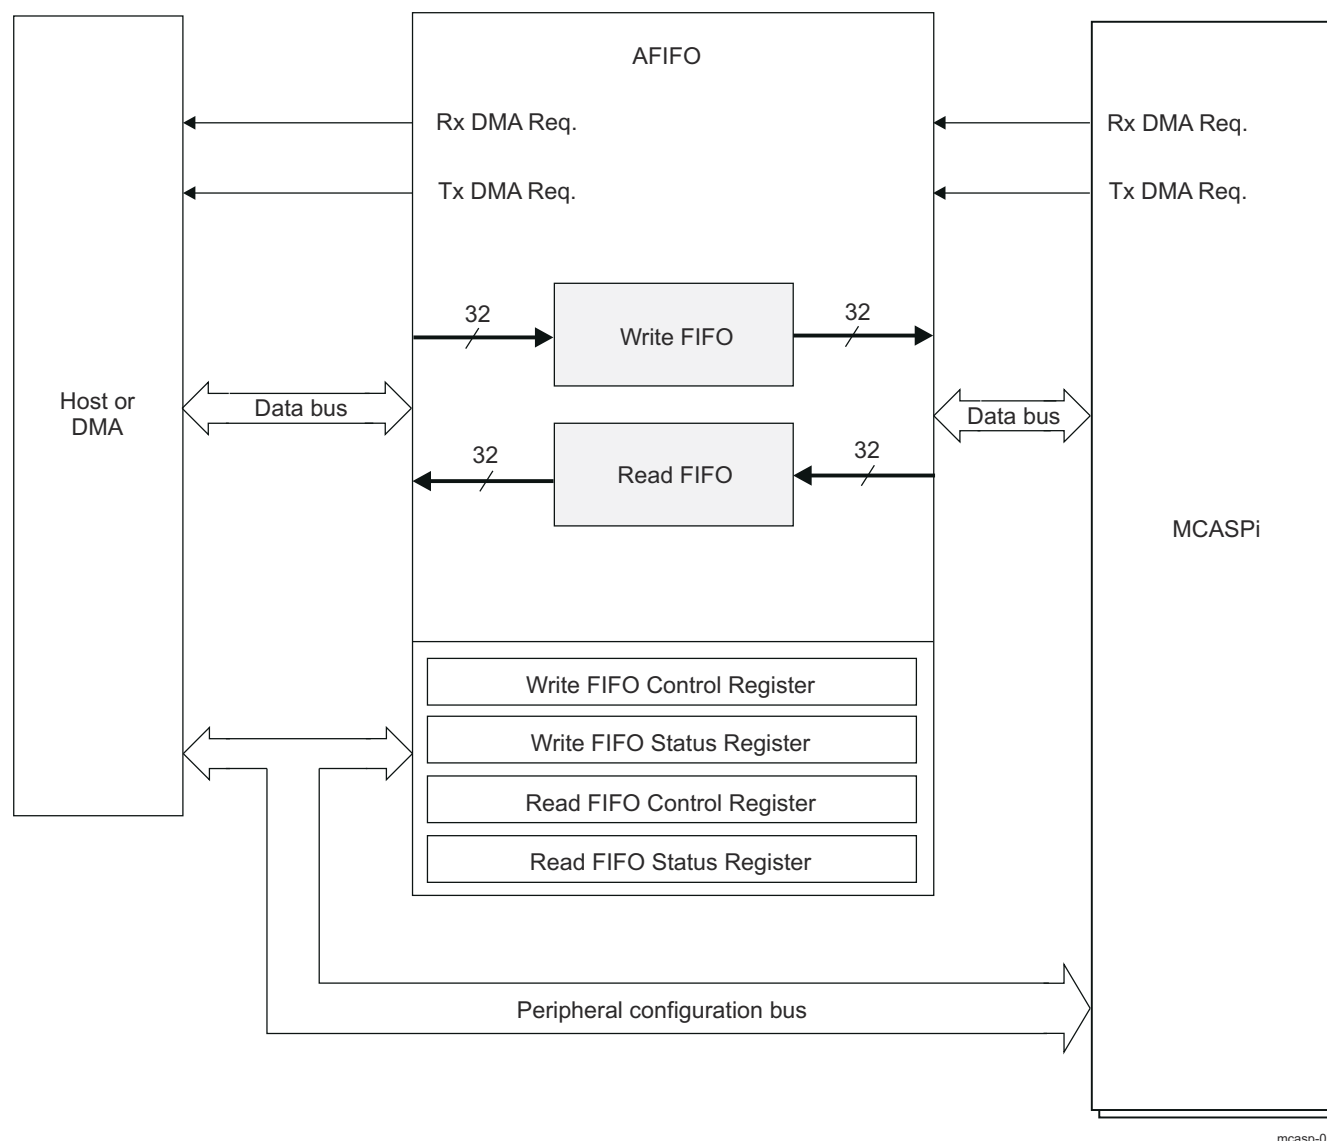 AFIFO
Rx DMA Req.
Rx DMA Req.
Tx DMA Req.
Tx DMA Req.
32
32
Write FIFO
Host or
DMA
Data bus
Data bus
32
32
Read FIFO
MCASPi
Write FIFO Control Register
Write FIFO Status Register
Read FIFO Control Register
Read FIFO Status Register
Peripheral configuration bus